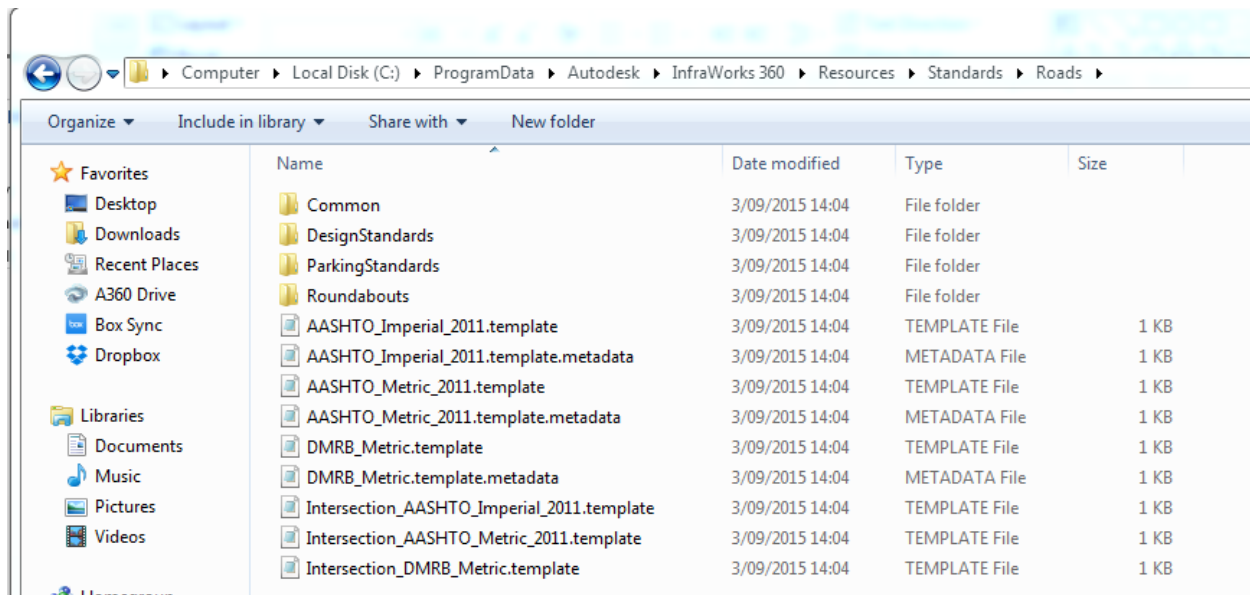 Computer Local Disk (C:) ProgramData Autodesk InfraWorks 360 Resources Standards Roads
Organize Include in library Share with New folder
Favorites
Desktop
Downloads
Recent Places
A360 Drive
Box Sync
Dropbox
Libraries
Documents
Music
Pictures
Videos
Name Date modified Type Size
Common 3/09/2015 14:04 File folder
DesignStandards 3/09/2015 14:04 File folder
ParkingStandards 3/09/2015 14:04 File folder
Roundabouts 3/09/2015 14:04 File folder
AASHTO_Imperial_2011.template 3/09/2015 14:04 TEMPLATE File 1 KB
AASHTO_Imperial_2011.template.metadata 3/09/2015 14:04 METADATA File 1 KB
AASHTO_Metric_2011.template 3/09/2015 14:04 TEMPLATE File 1 KB
AASHTO_Metric_2011.template.metadata 3/09/2015 14:04 METADATA File 1 KB
DMRB_Metric.template 3/09/2015 14:04 TEMPLATE File 1 KB
DMRB_Metric.template.metadata 3/09/2015 14:04 METADATA File 1 KB
Intersection_AASHTO_Imperial_2011.template 3/09/2015 14:04 TEMPLATE File 1 KB
Intersection_AASHTO_Metric_2011.template 3/09/2015 14:04 TEMPLATE File 1 KB
Intersection_DMRB_Metric.template 3/09/2015 14:04 TEMPLATE File 1 KB